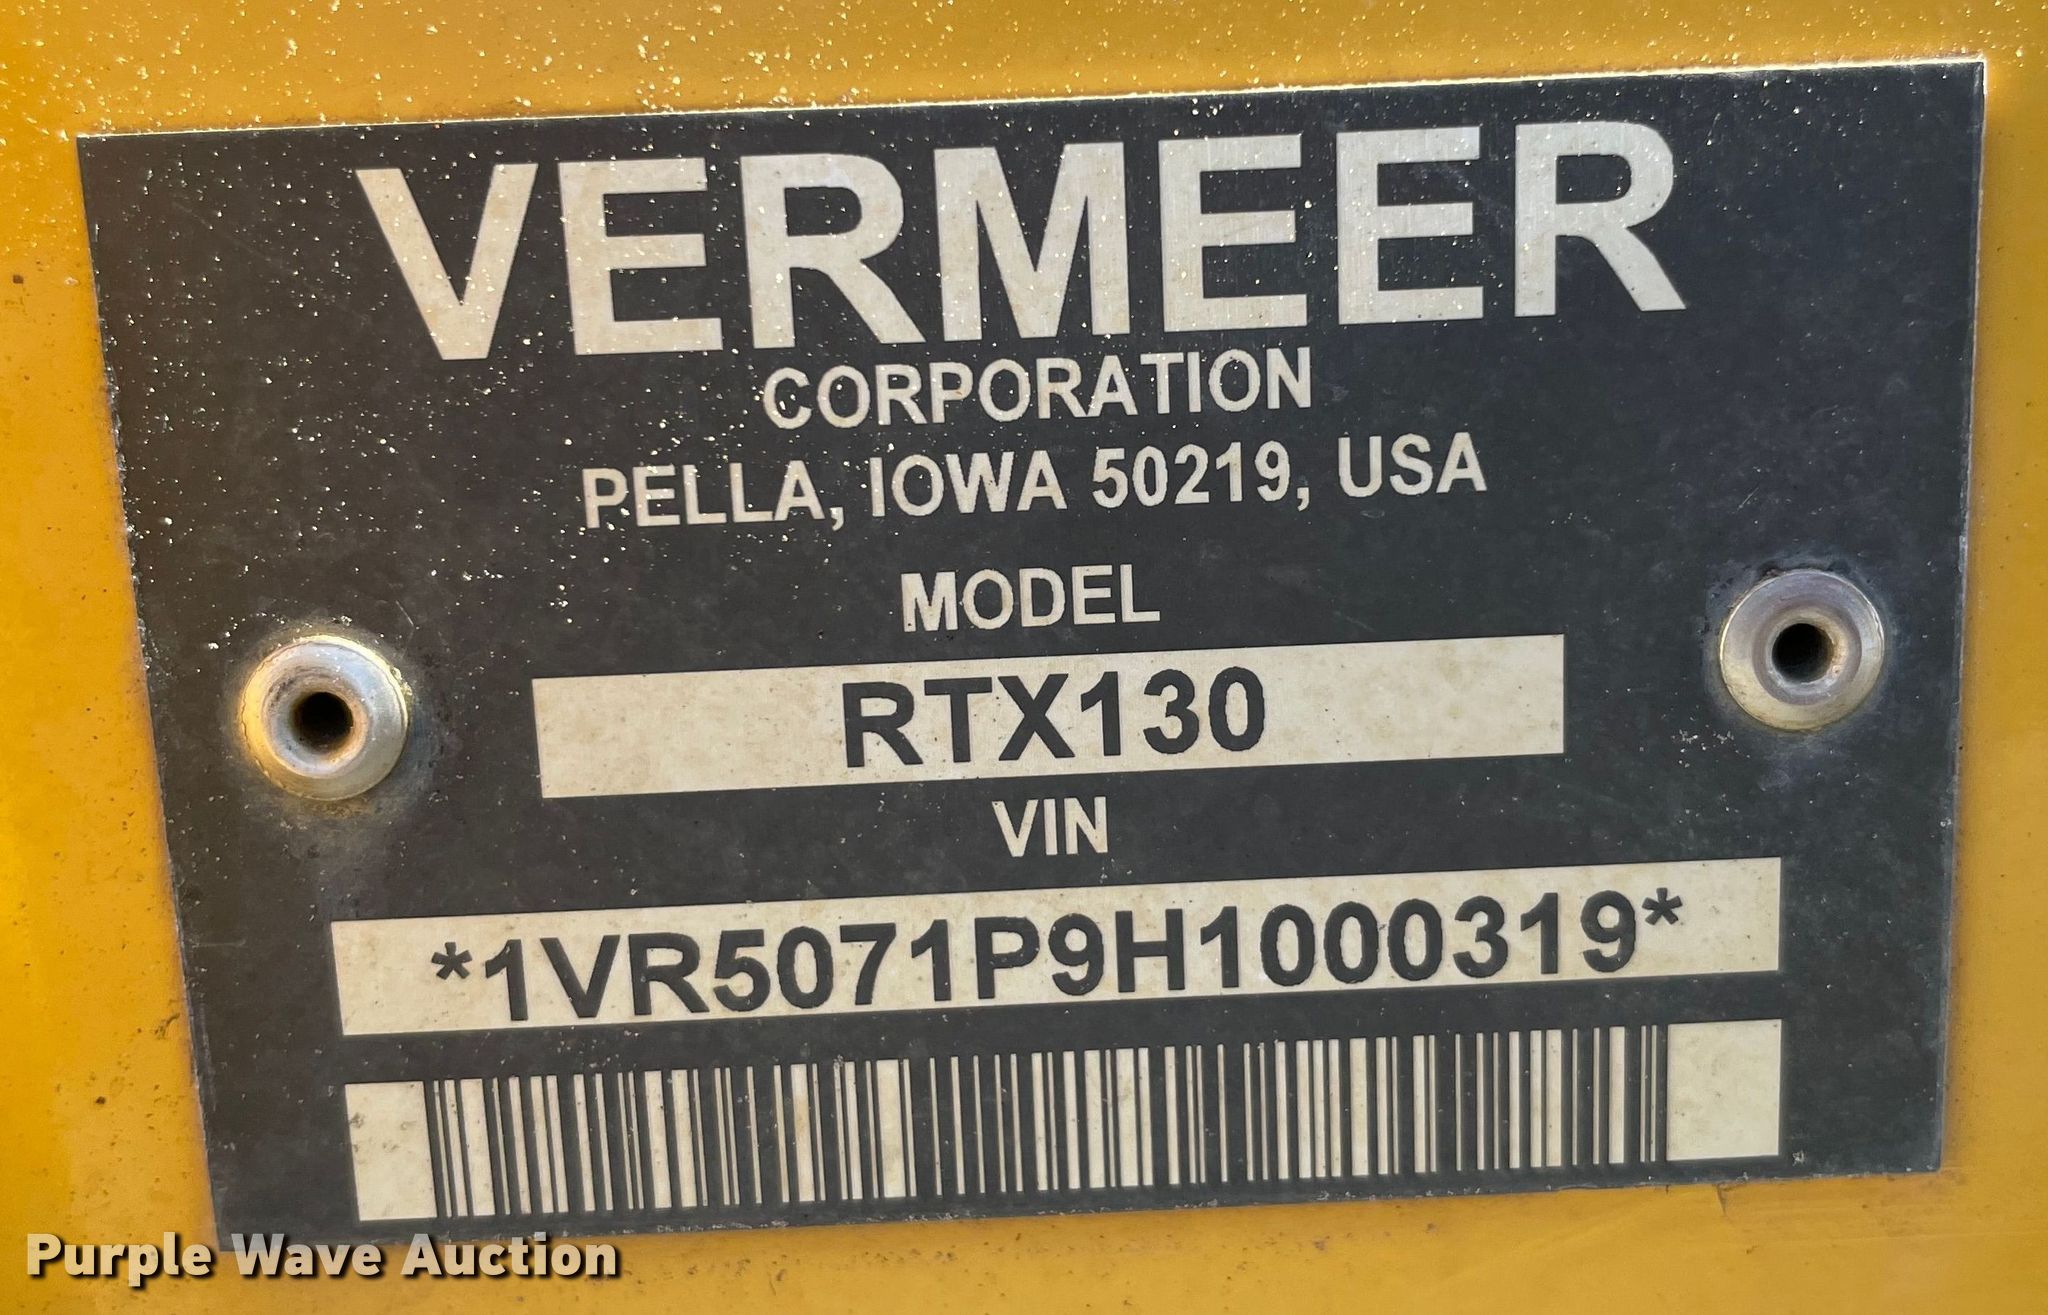 VERMEER
CORPORATION
PELLA, IOWA 50219, USA
MODEL
RTX130
VIN
*1VR5071P9H1000319*
Purple Wave Auction